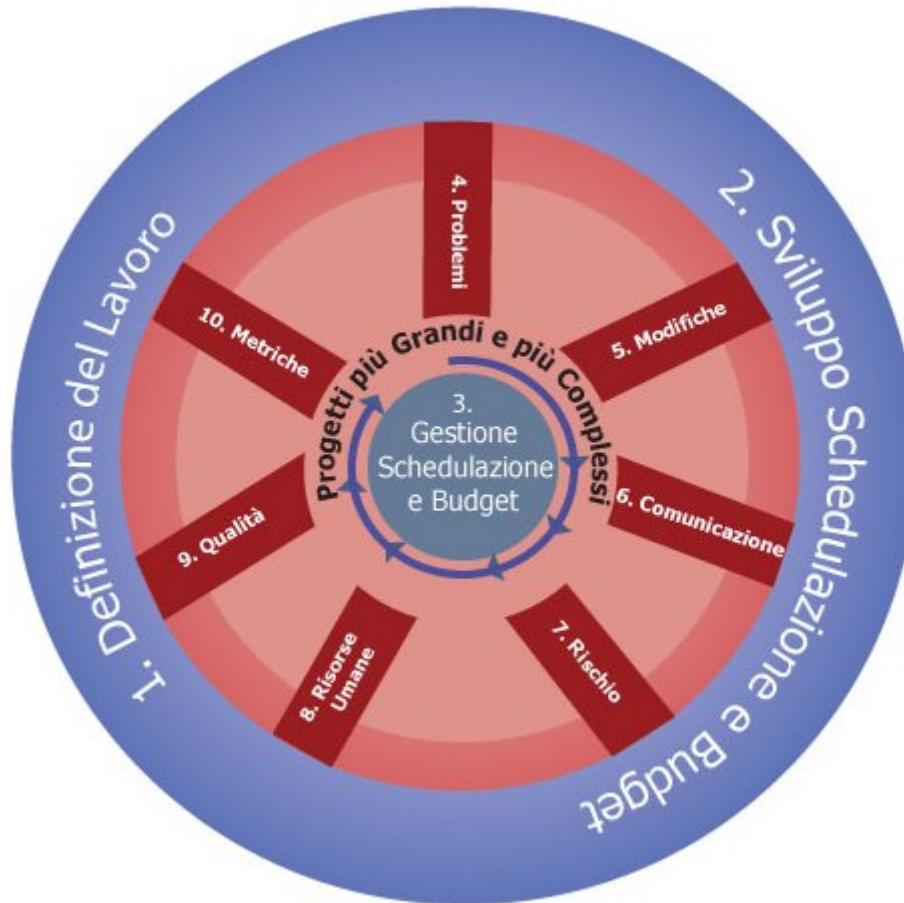 1. Definizione del Lavoro
2. Sviluppo Schedulazione e Budget
3.
Gestione
Schedulazione
e Budget
Progetti più Grandi e più Complessi
4. Problemi
5. Modifiche
6. Comunicazione
7. Rischio
8. Risorse
Umane
9. Qualità
10. Metriche